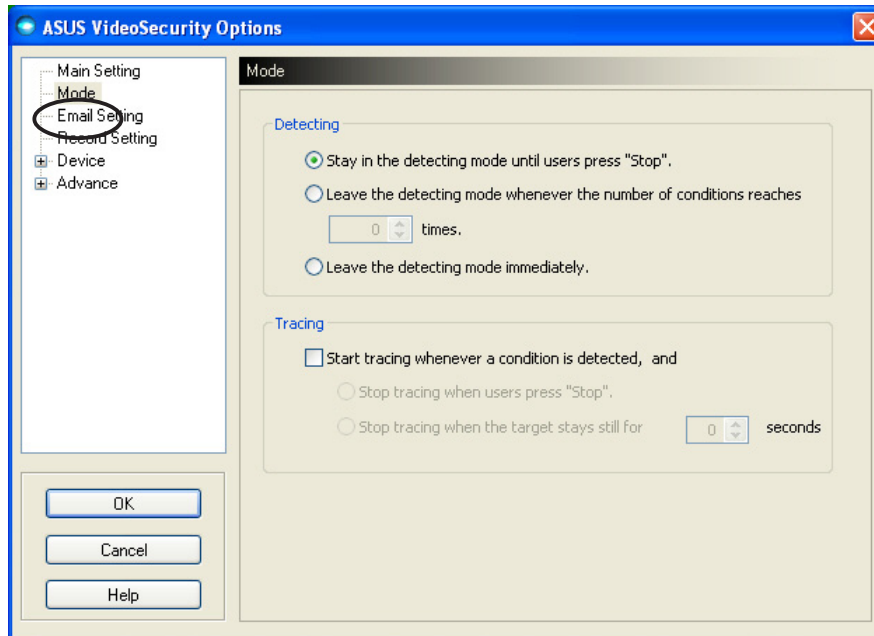 ASUS VideoSecurity Options
Main Setting
Mode
Email Setting
Record Setting
Device
Advance
OK
Cancel
Help
Mode
Detecting
Stay in the detecting mode until users press "Stop".
Leave the detecting mode whenever the number of conditions reaches
0 times.
Leave the detecting mode immediately.
Tracing
Start tracing whenever a condition is detected, and
Stop tracing when users press "Stop".
Stop tracing when the target stays still for 0 seconds